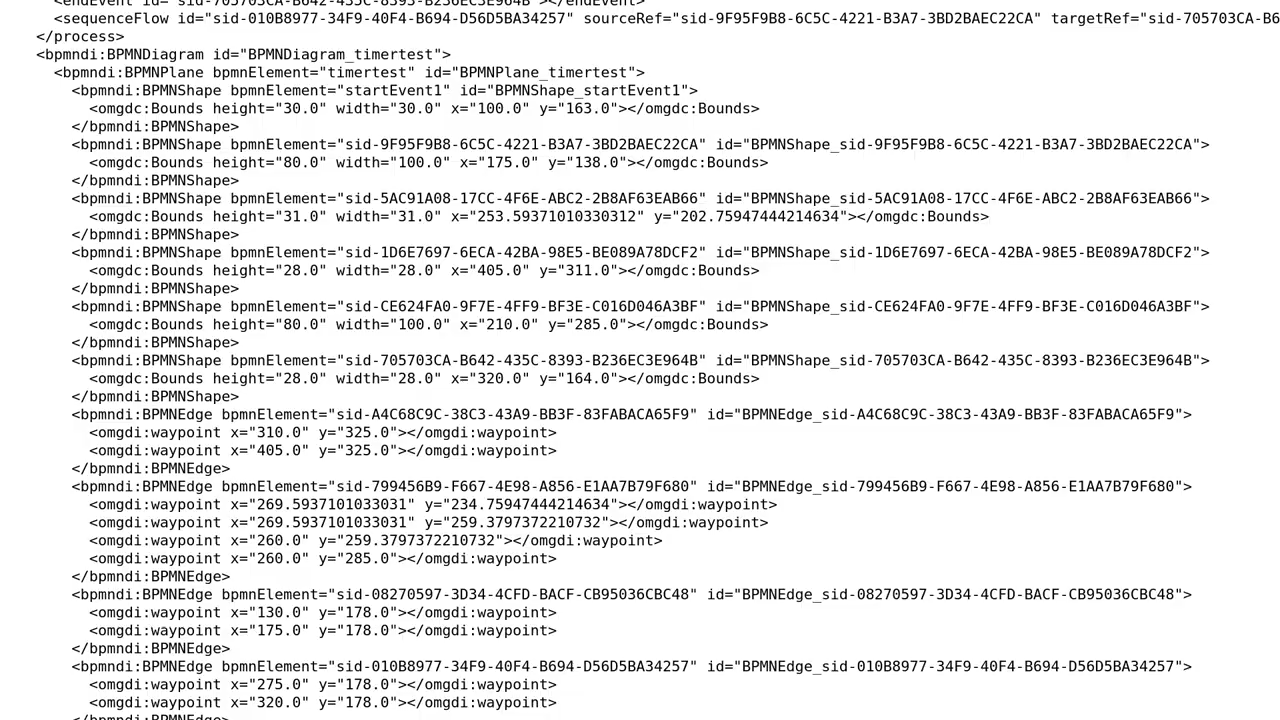 <endEvent id="sid-705703CA-B642-435C-8393-B236EC3E964B"></endEvent>
<sequenceFlow id="sid-010B8977-34F9-40F4-B694-D56D5BA34257" sourceRef="sid-9F95F9B8-6C5C-4221-B3A7-3BD2BAEC22CA" targetRef="sid-705703CA-B6
</process>
<bpmndi:BPMNDiagram id="BPMNDiagram_timertest">
<bpmndi:BPMNPlane bpmnElement="timertest" id="BPMNPlane_timertest">
<bpmndi:BPMNShape bpmnElement="startEvent1" id="BPMNShape_startEvent1">
<omgdc:Bounds height="30.0" width="30.0" x="100.0" y="163.0"></omgdc:Bounds>
</bpmndi:BPMNShape>
<bpmndi:BPMNShape bpmnElement="sid-9F95F9B8-6C5C-4221-B3A7-3BD2BAEC22CA" id="BPMNShape_sid-9F95F9B8-6C5C-4221-B3A7-3BD2BAEC22CA">
<omgdc:Bounds height="80.0" width="100.0" x="175.0" y="138.0"></omgdc:Bounds>
</bpmndi:BPMNShape>
<bpmndi:BPMNShape bpmnElement="sid-5AC91A08-17CC-4F6E-ABC2-2B8AF63EAB66" id="BPMNShape_sid-5AC91A08-17CC-4F6E-ABC2-2B8AF63EAB66">
<omgdc:Bounds height="31.0" width="31.0" x="253.59371010330312" y="202.75947444214634"></omgdc:Bounds>
</bpmndi:BPMNShape>
<bpmndi:BPMNShape bpmnElement="sid-1D6E7697-6ECA-42BA-98E5-BE089A78DCF2" id="BPMNShape_sid-1D6E7697-6ECA-42BA-98E5-BE089A78DCF2">
<omgdc:Bounds height="28.0" width="28.0" x="405.0" y="311.0"></omgdc:Bounds>
</bpmndi:BPMNShape>
<bpmndi:BPMNShape bpmnElement="sid-CE624FA0-9F7E-4FF9-BF3E-C016D046A3BF" id="BPMNShape_sid-CE624FA0-9F7E-4FF9-BF3E-C016D046A3BF">
<omgdc:Bounds height="80.0" width="100.0" x="210.0" y="285.0"></omgdc:Bounds>
</bpmndi:BPMNShape>
<bpmndi:BPMNShape bpmnElement="sid-705703CA-B642-435C-8393-B236EC3E964B" id="BPMNShape_sid-705703CA-B642-435C-8393-B236EC3E964B">
<omgdc:Bounds height="28.0" width="28.0" x="320.0" y="164.0"></omgdc:Bounds>
</bpmndi:BPMNShape>
<bpmndi:BPMNEdge bpmnElement="sid-A4C68C9C-38C3-43A9-BB3F-83FABACA65F9" id="BPMNEdge_sid-A4C68C9C-38C3-43A9-BB3F-83FABACA65F9">
<omgdi:waypoint x="310.0" y="325.0"></omgdi:waypoint>
<omgdi:waypoint x="405.0" y="325.0"></omgdi:waypoint>
</bpmndi:BPMNEdge>
<bpmndi:BPMNEdge bpmnElement="sid-799456B9-F667-4E98-A856-E1AA7B79F680" id="BPMNEdge_sid-799456B9-F667-4E98-A856-E1AA7B79F680">
<omgdi:waypoint x="269.5937101033031" y="234.75947444214634"></omgdi:waypoint>
<omgdi:waypoint x="269.5937101033031" y="259.3797372210732"></omgdi:waypoint>
<omgdi:waypoint x="260.0" y="259.3797372210732"></omgdi:waypoint>
<omgdi:waypoint x="260.0" y="285.0"></omgdi:waypoint>
</bpmndi:BPMNEdge>
<bpmndi:BPMNEdge bpmnElement="sid-08270597-3D34-4CFD-BACF-CB95036CBC48" id="BPMNEdge_sid-08270597-3D34-4CFD-BACF-CB95036CBC48">
<omgdi:waypoint x="130.0" y="178.0"></omgdi:waypoint>
<omgdi:waypoint x="175.0" y="178.0"></omgdi:waypoint>
</bpmndi:BPMNEdge>
<bpmndi:BPMNEdge bpmnElement="sid-010B8977-34F9-40F4-B694-D56D5BA34257" id="BPMNEdge_sid-010B8977-34F9-40F4-B694-D56D5BA34257">
<omgdi:waypoint x="275.0" y="178.0"></omgdi:waypoint>
<omgdi:waypoint x="320.0" y="178.0"></omgdi:waypoint>
</bpmndi:BPMNEdge>